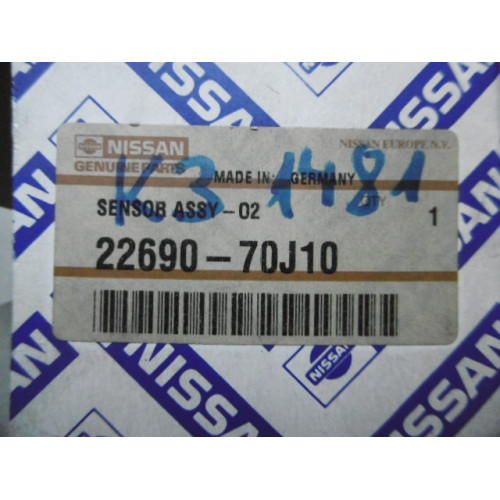 NISSAN
GENUINE PARTS
NISSAN EUROPE N.V.
K3 1481
MADE IN: GERMANY
QTY
SENSOR ASSY-02
1
22690-70J10
NISSAN
NISSAN
NISSAN
NISSAN
NISSAN